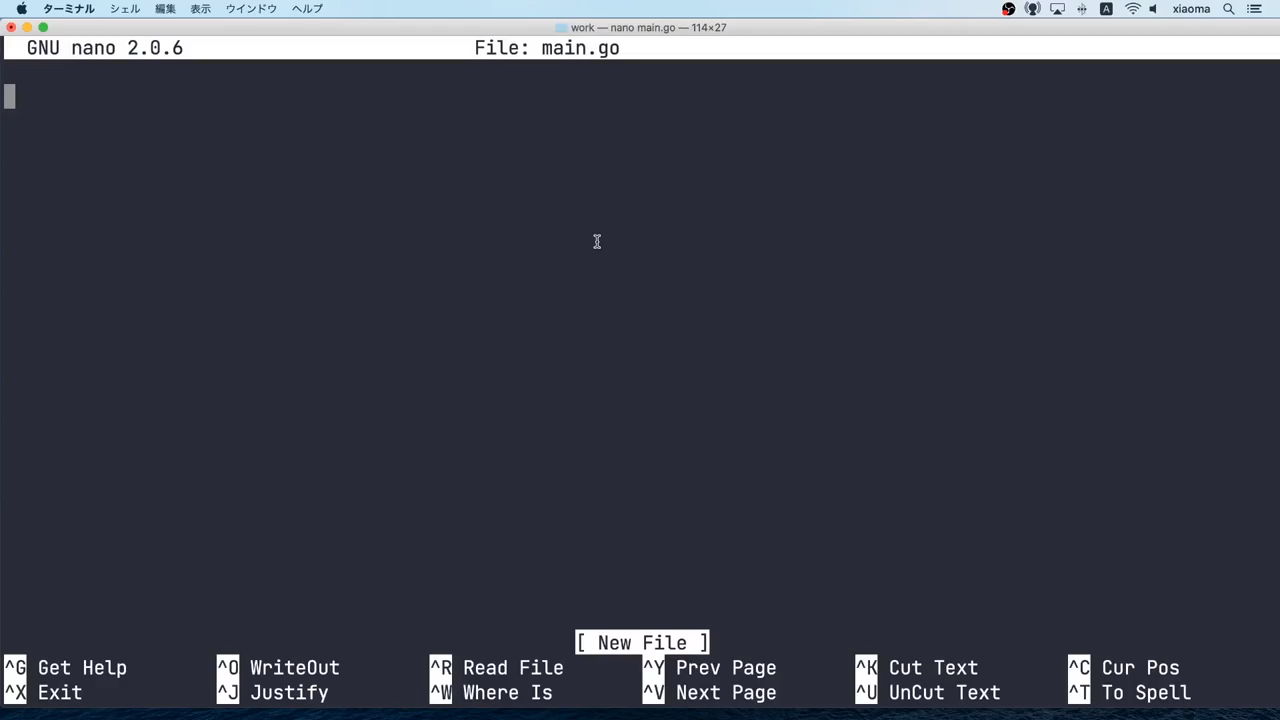 ターミナル シェル 編集 表示 ウインドウ ヘルプ A xiaoma
work — nano main.go — 114×27
GNU nano 2.0.6 File: main.go
[ New File ]
^G Get Help ^O WriteOut ^R Read File ^Y Prev Page ^K Cut Text ^C Cur Pos
^X Exit ^J Justify ^W Where Is ^V Next Page ^U UnCut Text ^T To Spell